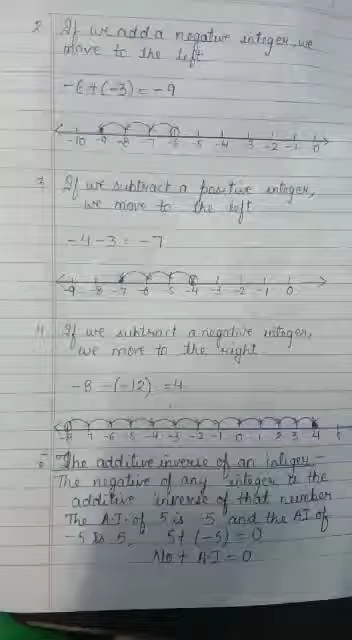 2. If we add a negative integer, we
move to the left
-6+(-3) = -9
-10 -9 -8 -7 -6 -5 -4 -3 -2 -1 0
3. If we subtract a positive integer,
we move to the left
-4-3 = -7
-9 -8 -7 -6 -5 -4 -3 -2 -1 0
4. If we subtract a negative integer,
we move to the right
-8 -(-12) = 4
-8 -7 -6 -5 -4 -3 -2 -1 0 1 2 3 4 5
5. The additive inverse of an integer -
The negative of any integer is the
additive inverse of that number
The A.I. of 5 is -5 and the AI of
-5 is 5. 5+(-5) = 0
No + A.I = 0